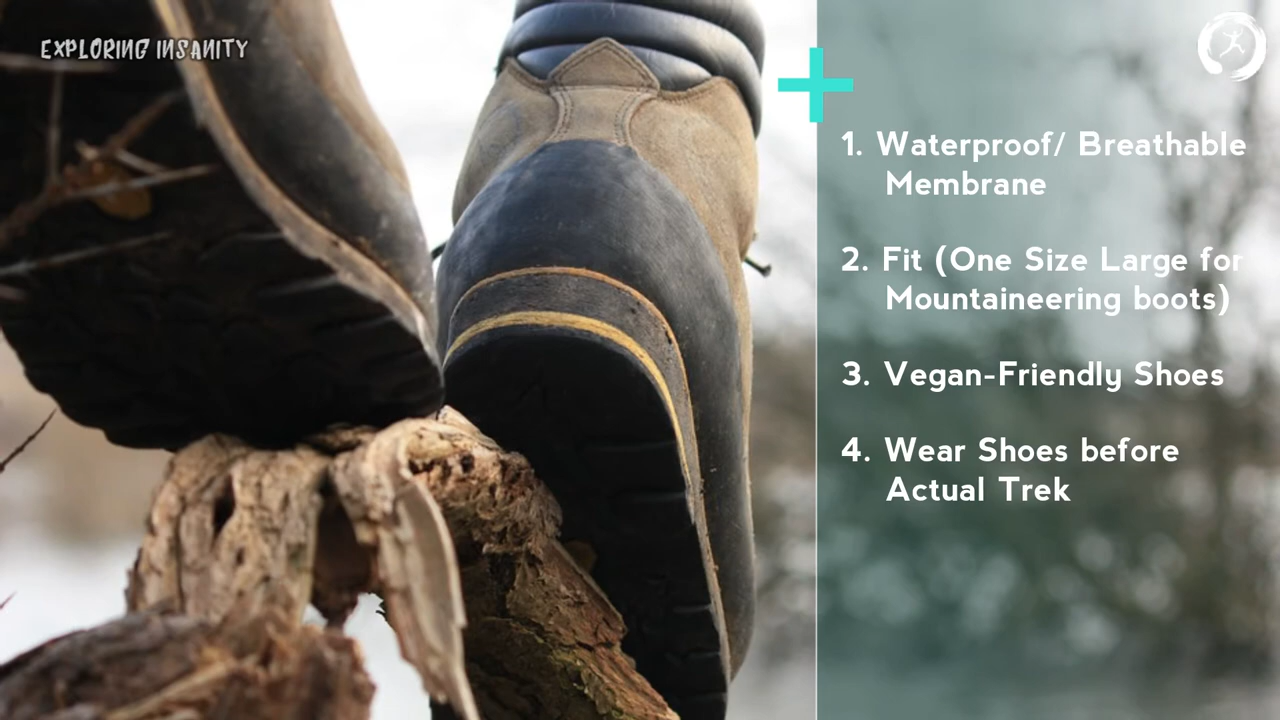 EXPLORING INSANITY
1. Waterproof/ Breathable
Membrane
2. Fit (One Size Large for
Mountaineering boots)
3. Vegan-Friendly Shoes
4. Wear Shoes before
Actual Trek